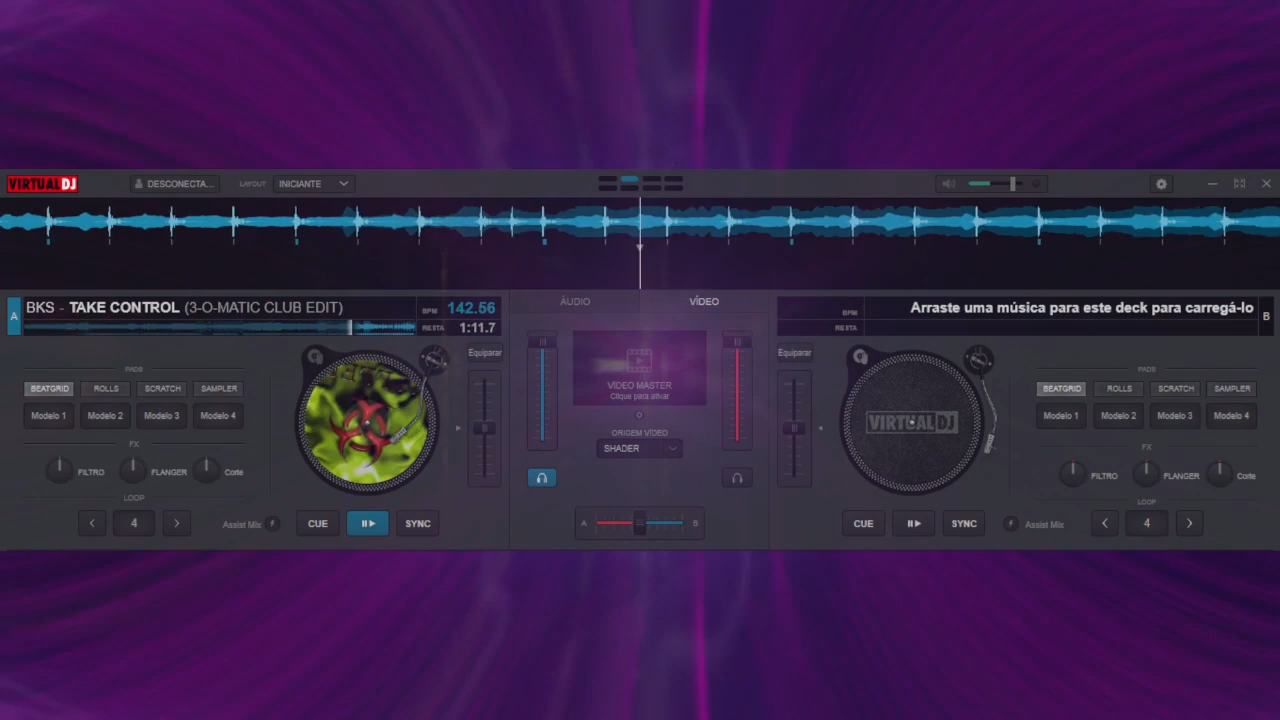 VIRTUALDJ
DESCONECTA...
LAYOUT
INICIANTE
A
BKS - TAKE CONTROL (3-O-MATIC CLUB EDIT)
BPM 142.56
RESTA 1:11.7
ÁUDIO
VÍDEO
BPM
RESTA
Arraste uma música para este deck para carregá-lo
B
Equiparar
PADS
BEATGRID ROLLS SCRATCH SAMPLER
Modelo 1 Modelo 2 Modelo 3 Modelo 4
FX
FILTRO FLANGER Corte
LOOP
4
Assist Mix
CUE
SYNC
VIDEO MASTER
Clique para ativar
ORIGEM VÍDEO
SHADER
A B
Equiparar
VIRTUALDJ
PADS
BEATGRID ROLLS SCRATCH SAMPLER
Modelo 1 Modelo 2 Modelo 3 Modelo 4
FX
FILTRO FLANGER Corte
LOOP
CUE
SYNC
Assist Mix
4